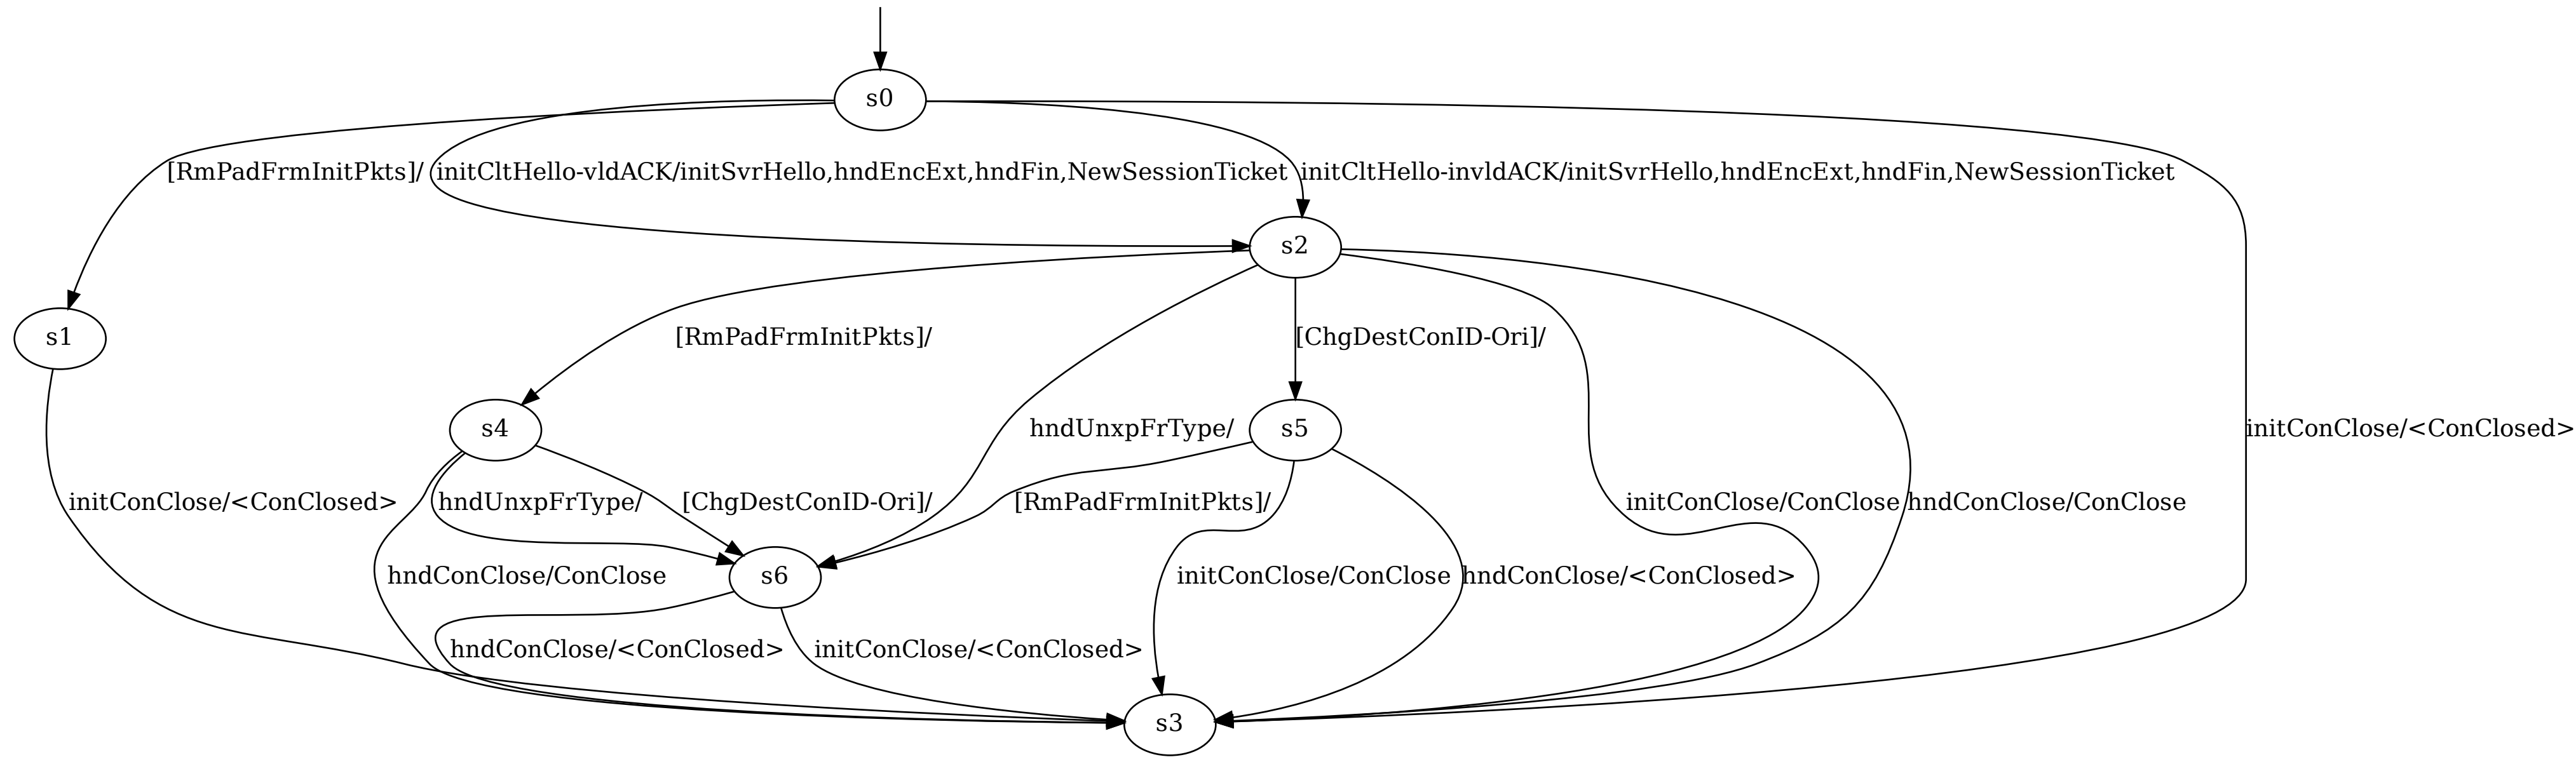 s0
[RmPadFrmInitPkts]/
initCltHello-vldACK/initSvrHello,hndEncExt,hndFin,NewSessionTicket
initCltHello-invldACK/initSvrHello,hndEncExt,hndFin,NewSessionTicket
s2
s1
[RmPadFrmInitPkts]/
[ChgDestConID-Ori]/
s4
hndUnxpFrType/
s5
initConClose/<ConClosed>
initConClose/<ConClosed>
hndUnxpFrType/
[ChgDestConID-Ori]/
[RmPadFrmInitPkts]/
initConClose/ConClose
hndConClose/ConClose
hndConClose/ConClose
s6
initConClose/ConClose
hndConClose/<ConClosed>
hndConClose/<ConClosed>
initConClose/<ConClosed>
s3